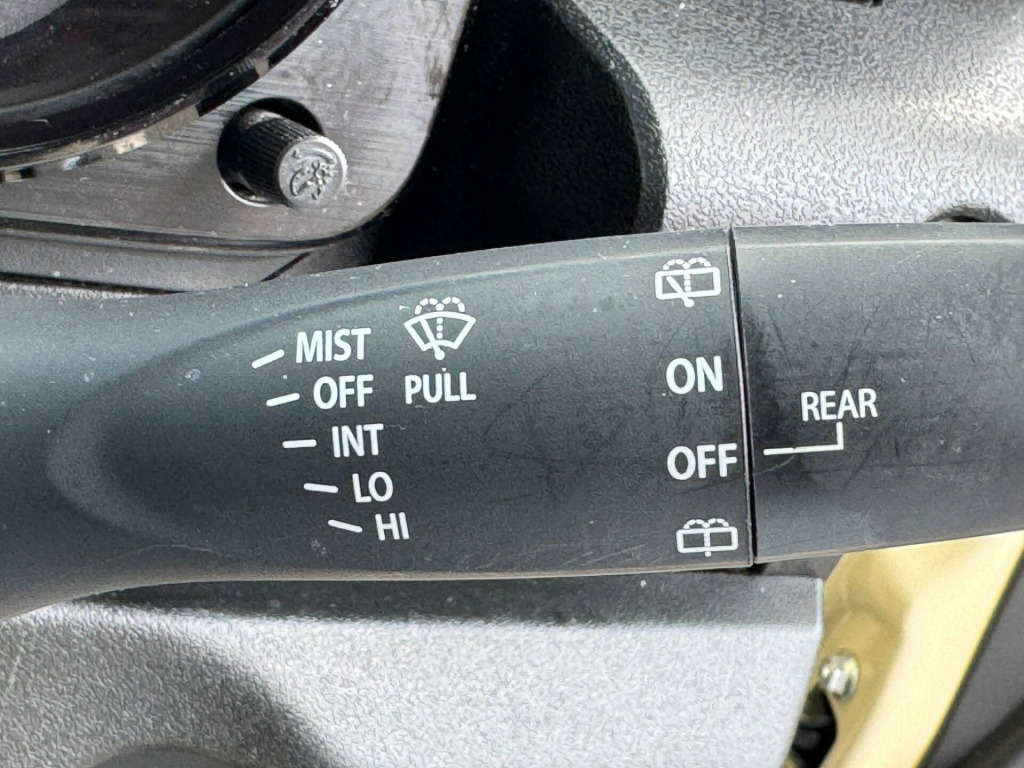 MIST
OFF PULL
INT
LO
HI
ON
OFF
REAR